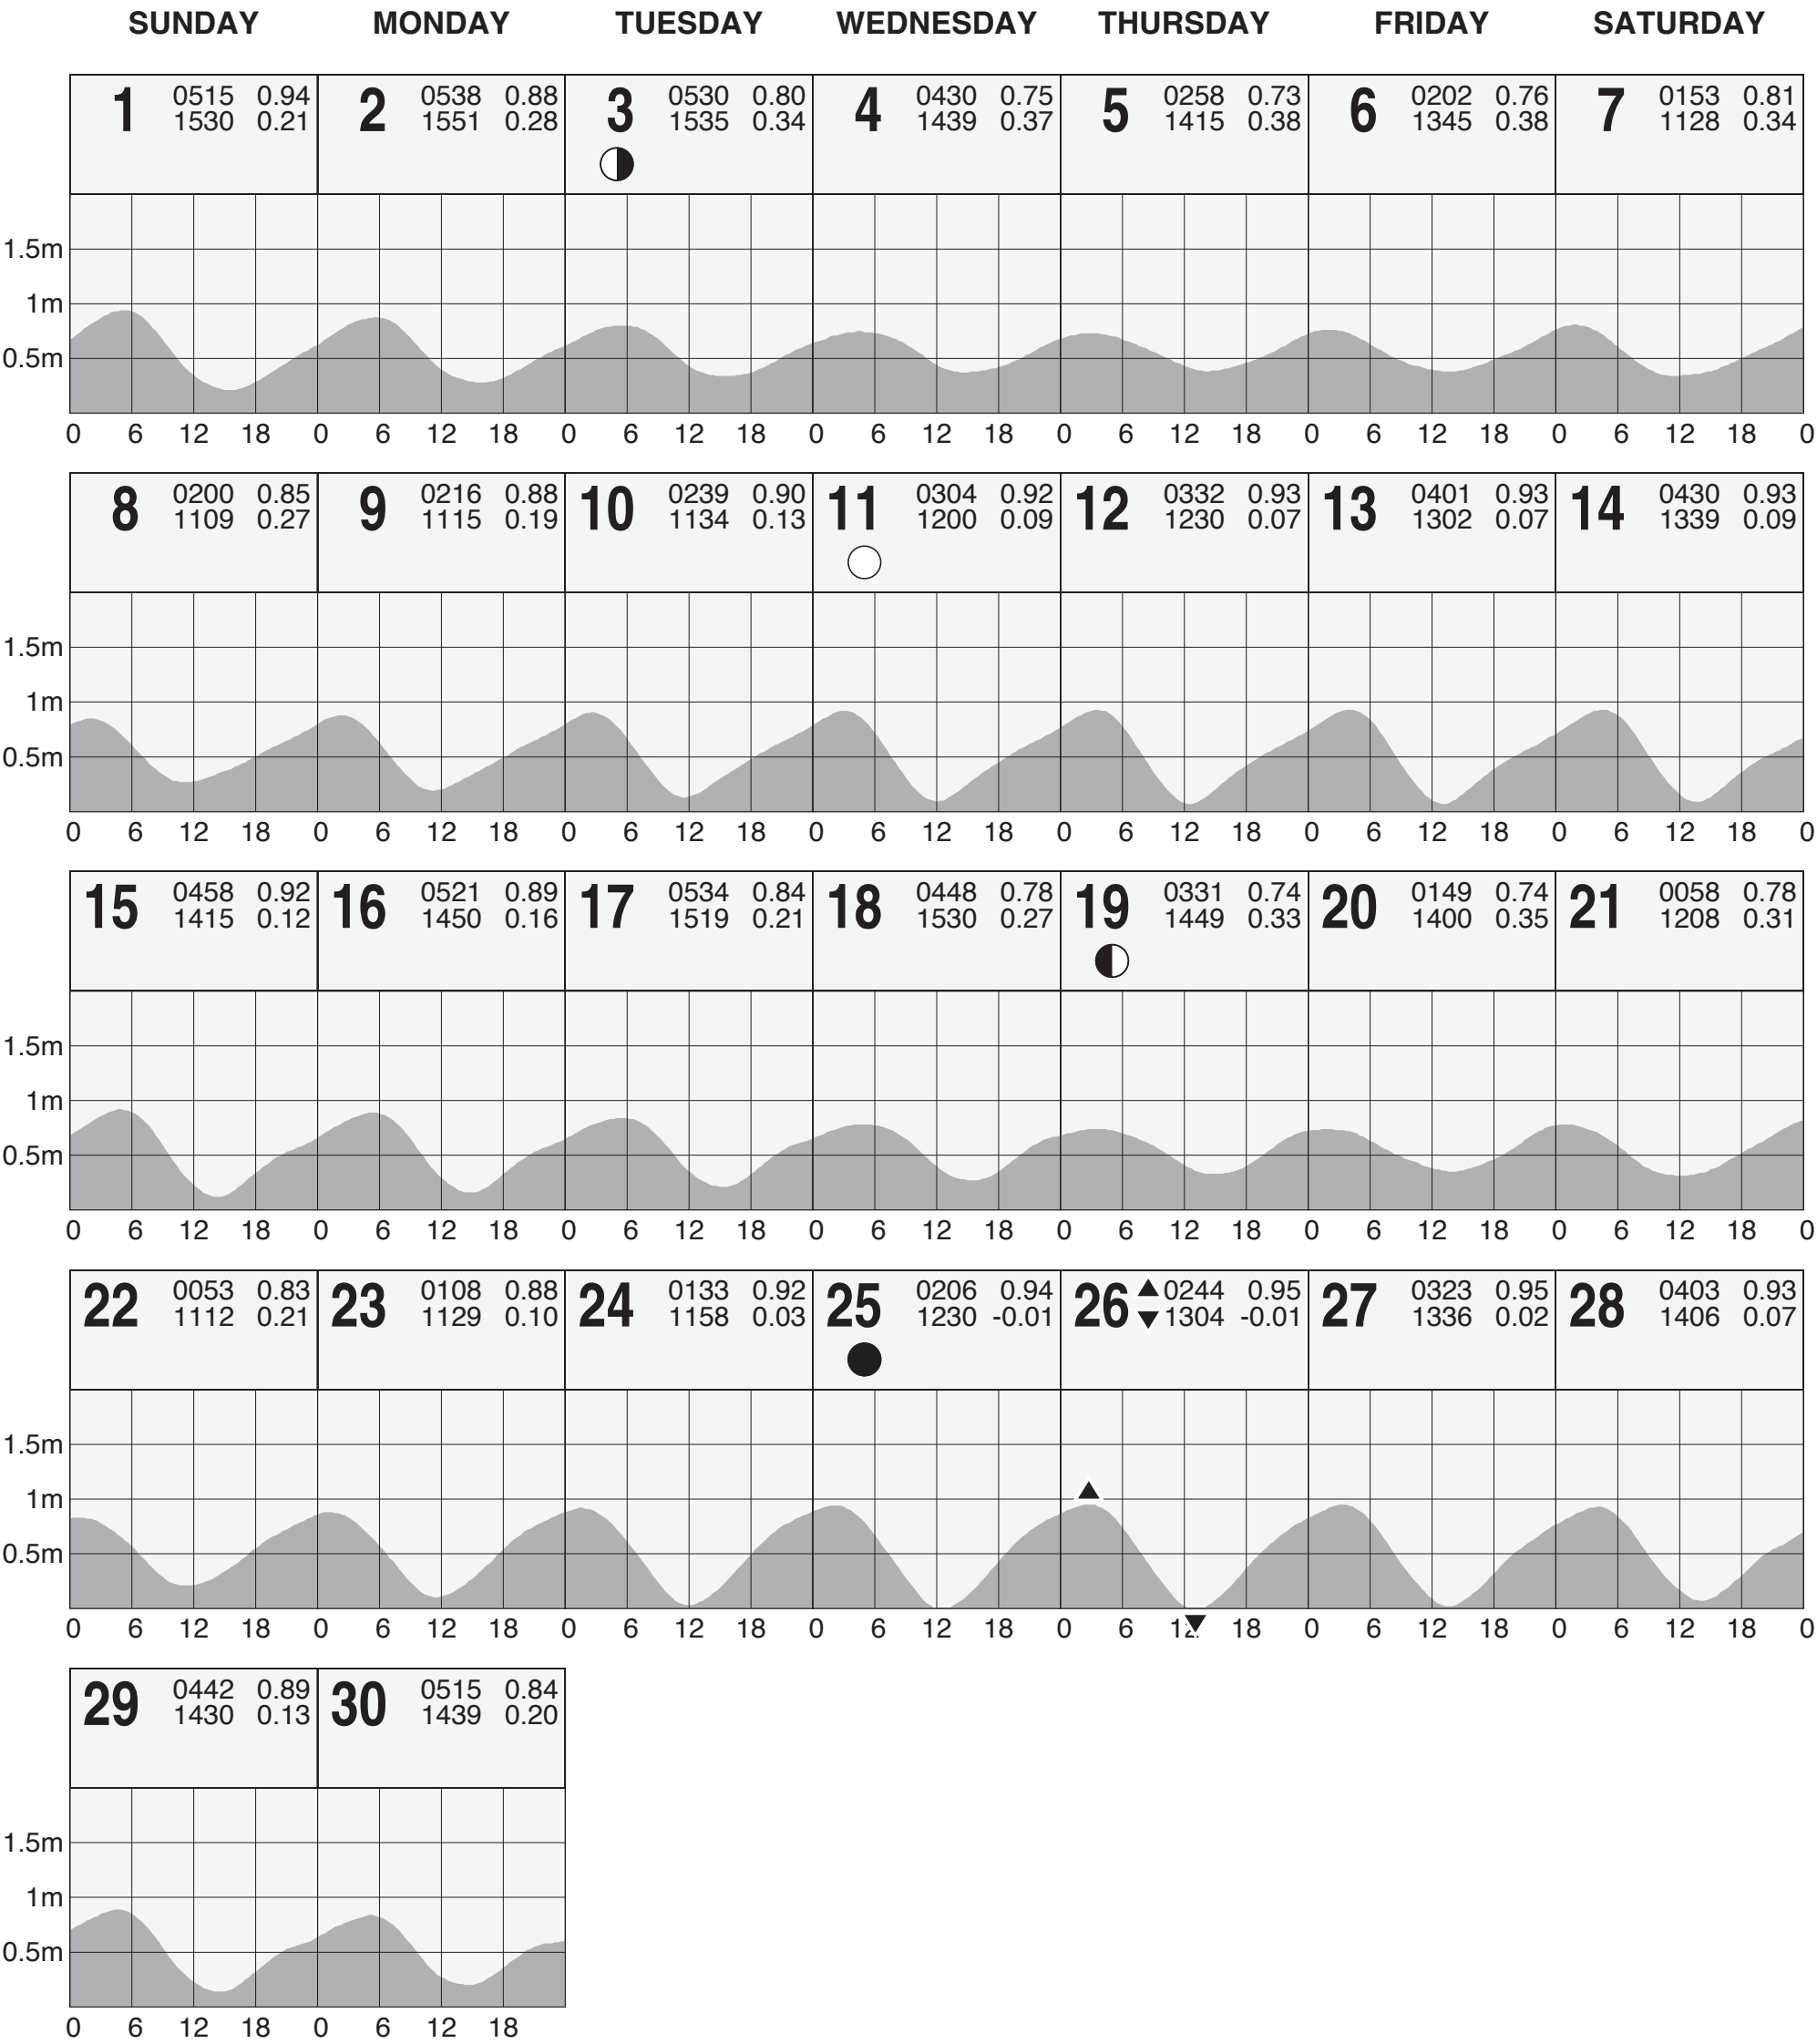 SUNDAY MONDAY TUESDAY WEDNESDAY THURSDAY FRIDAY SATURDAY
1 0515 0.94 2 0538 0.88 3 0530 0.80 4 0430 0.75 5 0258 0.73 6 0202 0.76 7 0153 0.81
1530 0.21 1551 0.28 1535 0.34 1439 0.37 1415 0.38 1345 0.38 1128 0.34
1.5m
1m
0.5m
0 6 12 18 0 6 12 18 0 6 12 18 0 6 12 18 0 6 12 18 0 6 12 18 0 6 12 18 0
8 0200 0.85 9 0216 0.88 10 0239 0.90 11 0304 0.92 12 0332 0.93 13 0401 0.93 14 0430 0.93
1109 0.27 1115 0.19 1134 0.13 1200 0.09 1230 0.07 1302 0.07 1339 0.09
1.5m
1m
0.5m
0 6 12 18 0 6 12 18 0 6 12 18 0 6 12 18 0 6 12 18 0 6 12 18 0 6 12 18 0
15 0458 0.92 16 0521 0.89 17 0534 0.84 18 0448 0.78 19 0331 0.74 20 0149 0.74 21 0058 0.78
1415 0.12 1450 0.16 1519 0.21 1530 0.27 1449 0.33 1400 0.35 1208 0.31
1.5m
1m
0.5m
0 6 12 18 0 6 12 18 0 6 12 18 0 6 12 18 0 6 12 18 0 6 12 18 0 6 12 18 0
22 0053 0.83 23 0108 0.88 24 0133 0.92 25 0206 0.94 26 0244 0.95 27 0323 0.95 28 0403 0.93
1112 0.21 1129 0.10 1158 0.03 1230 -0.01 1304 -0.01 1336 0.02 1406 0.07
1.5m
1m
0.5m
0 6 12 18 0 6 12 18 0 6 12 18 0 6 12 18 0 6 12 18 0 6 12 18 0 6 12 18 0
29 0442 0.89 30 0515 0.84
1430 0.13 1439 0.20
1.5m
1m
0.5m
0 6 12 18 0 6 12 18